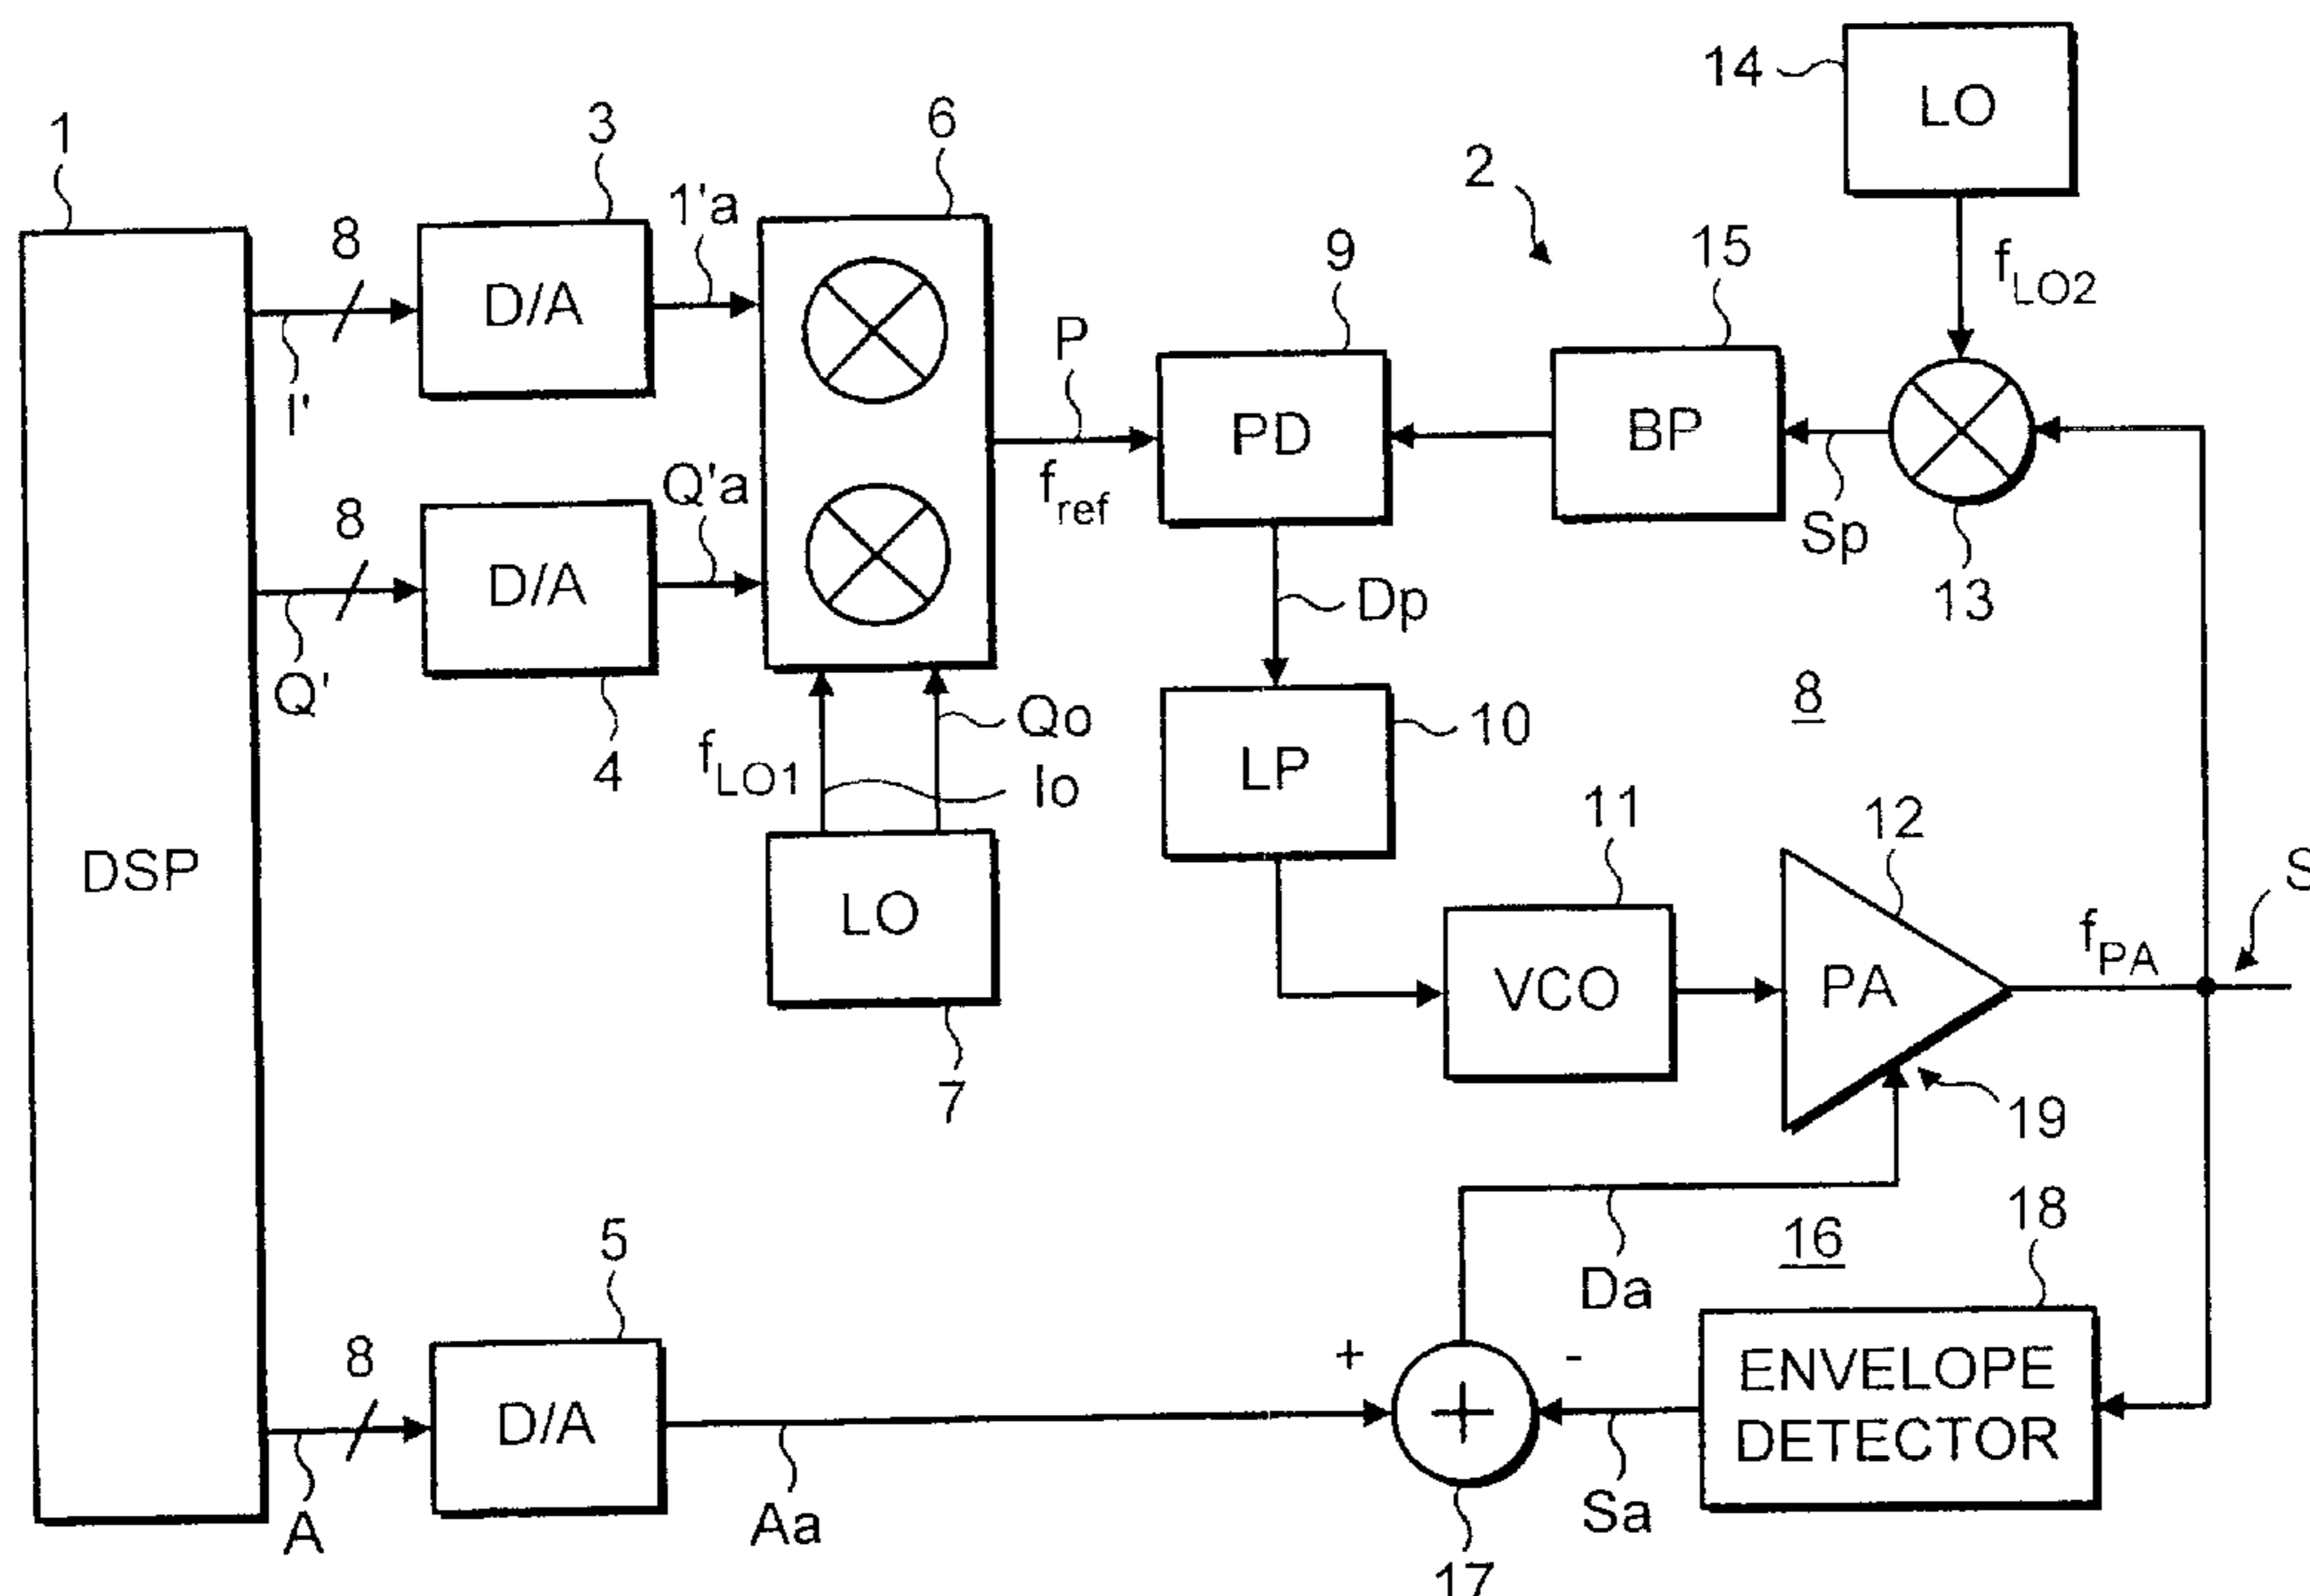 14
LO
1
3
6
2
8
D/A
1'a
9
15
f LO2
I'
P
PD
BP
f ref
Sp
13
8
D/A
Q'a
Q'
4
Dp
8
f LO1
Qo
Io
LP
10
DSP
LO
7
11
VCO
12
PA
f PA
S
19
5
Da
16
18
8
D/A
+
+
-
ENVELOPE
DETECTOR
A
Aa
Sa
17